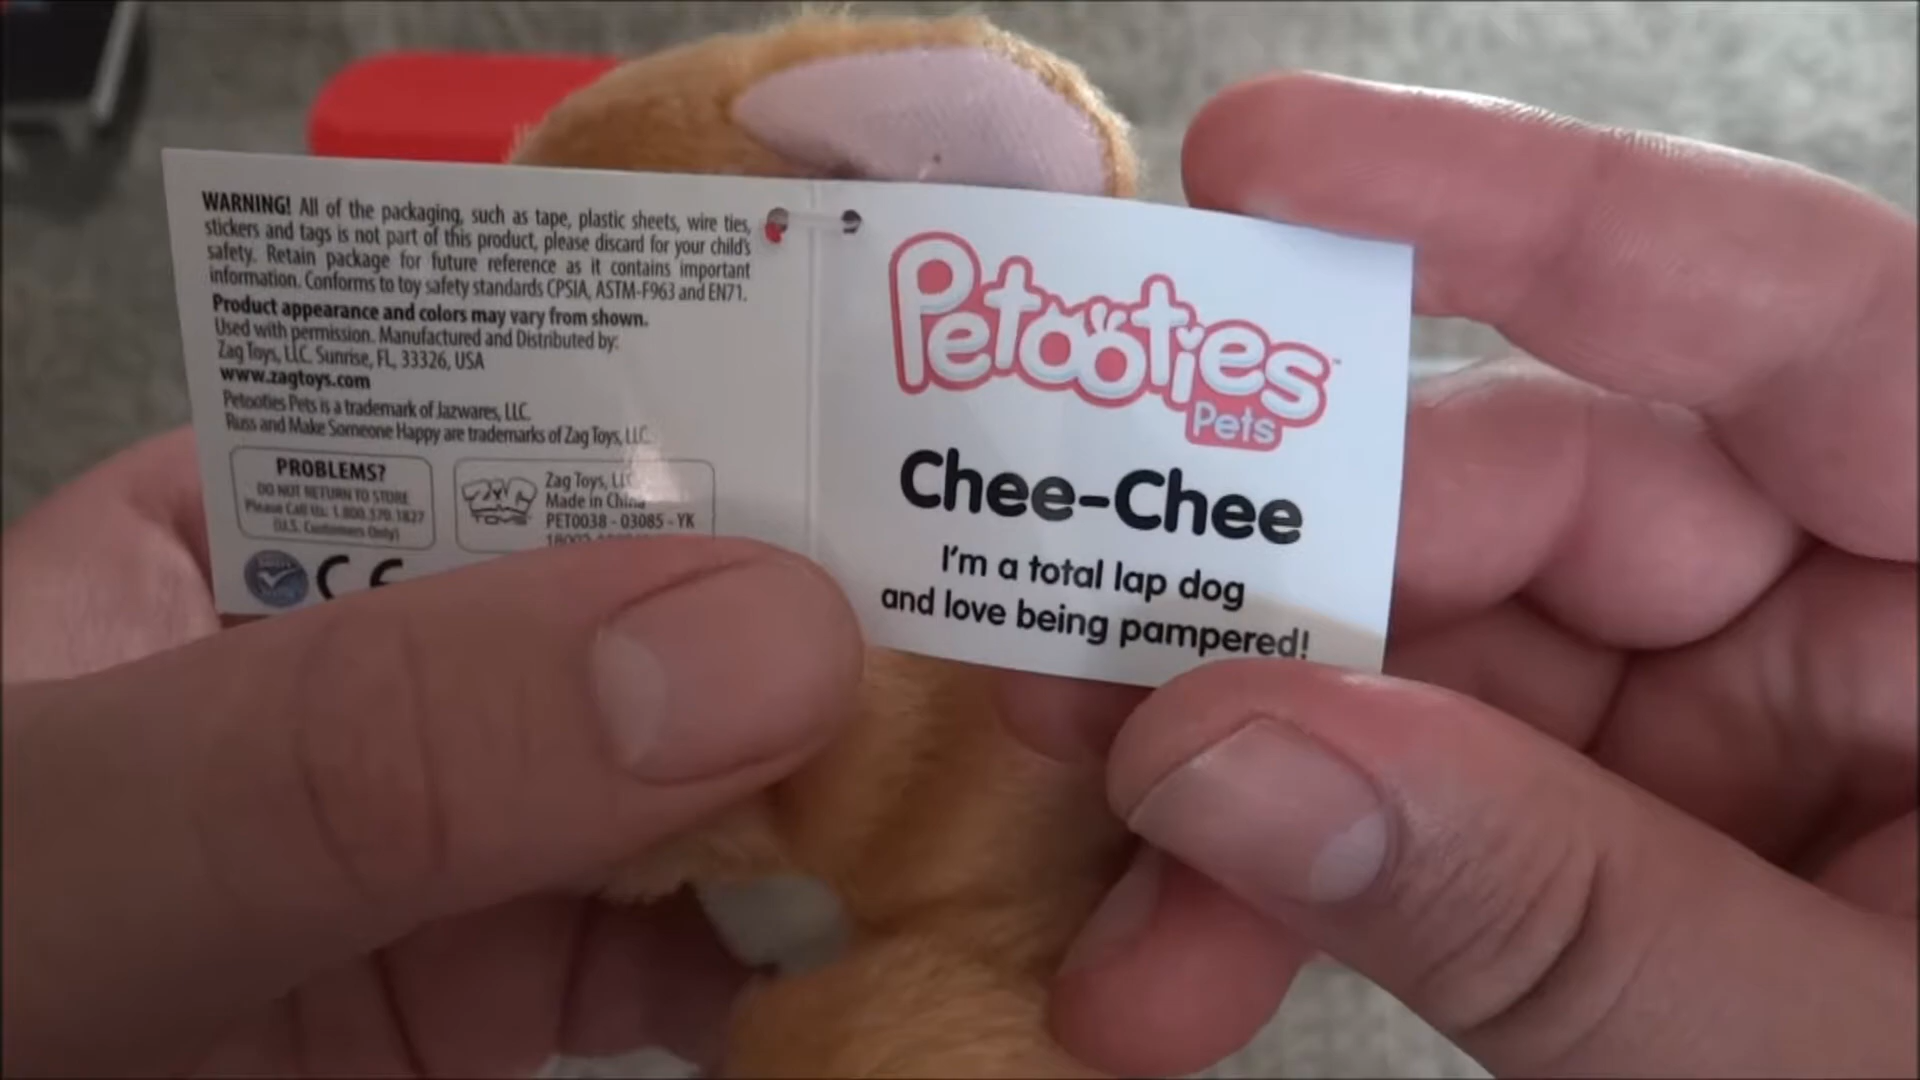 WARNING! All of the packaging, such as tape, plastic sheets, wire ties,
stickers and tags is not part of this product, please discard for your child's
safety. Retain package for future reference as it contains important
information. Conforms to toy safety standards CPSIA, ASTM-F963 and EN71.
Product appearance and colors may vary from shown.
Used with permission. Manufactured and Distributed by:
Zag Toys, LLC. Sunrise, FL, 33326, USA
www.zagtoys.com
Petooties Pets is a trademark of Jazwares, LLC.
Russ and Make Someone Happy are trademarks of Zag Toys, LLC.
PROBLEMS?
DO NOT RETURN TO STORE
Please Call Us: 1.800.370.1827
(U.S. Customers Only)
Zag Toys, LLC
Made in China
PET0038 - 03085 - YK
CE
Petooties™
Pets
Chee-Chee
I'm a total lap dog
and love being pampered!